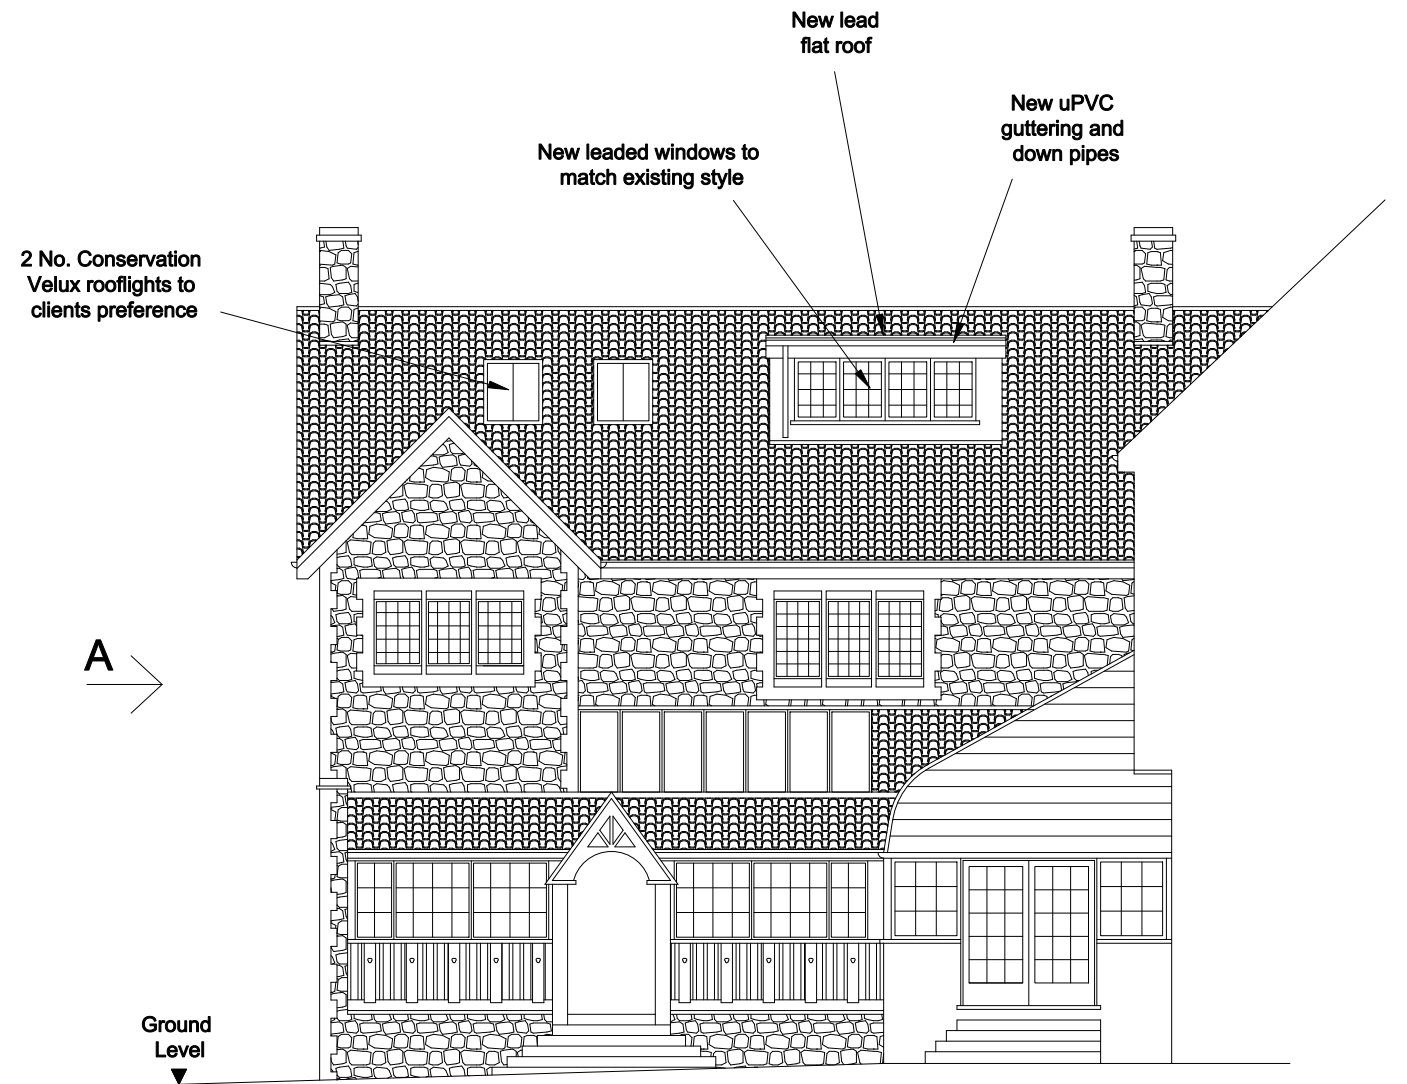 New lead
flat roof
New uPVC
guttering and
down pipes
New leaded windows to
match existing style
2 No. Conservation
Velux rooflights to
clients preference
A
Ground
Level